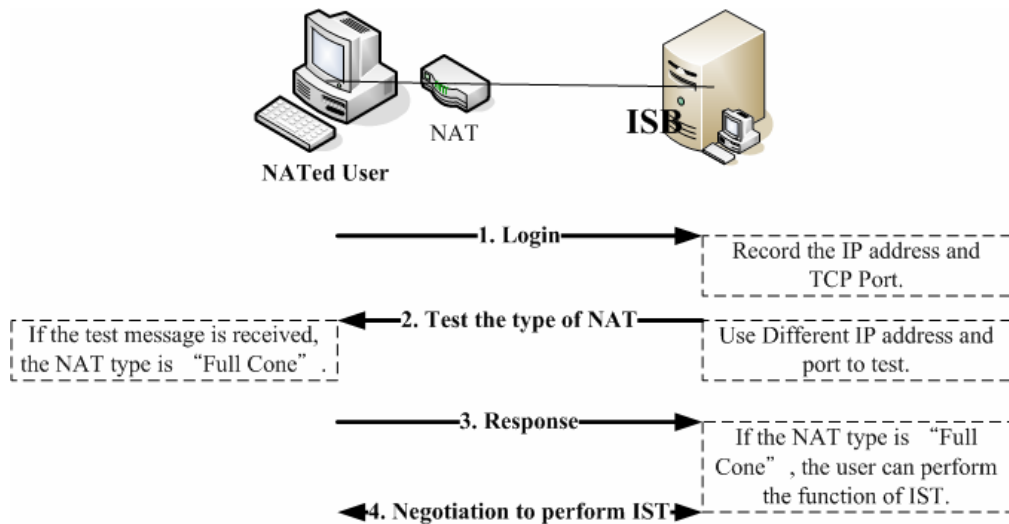 ISB
NAT
NATed User
1. Login
Record the IP address and
TCP Port.
2. Test the type of NAT
If the test message is received,
the NAT type is “Full Cone”.
Use Different IP address and
port to test.
3. Response
If the NAT type is “Full
Cone”, the user can perform
the function of IST.
4. Negotiation to perform IST